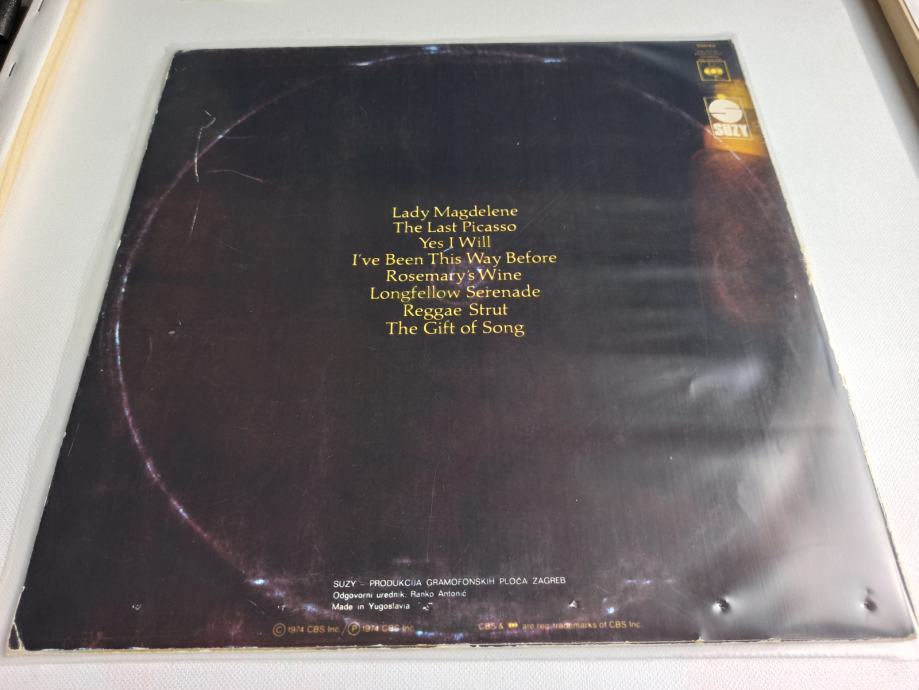 SUZY
Lady Magdelene
The Last Picasso
Yes I Will
I've Been This Way Before
Rosemary's Wine
Longfellow Serenade
Reggae Strut
The Gift of Song
SUZY – PRODUKCIJA GRAMOFONSKIH PLOČA ZAGREB
Odgovorni urednik: Ranko Antonić
Made in Yugoslavia
© 1974 CBS Inc./℗ 1974 CBS Inc.
CBS & are reg. trademarks of CBS Inc.